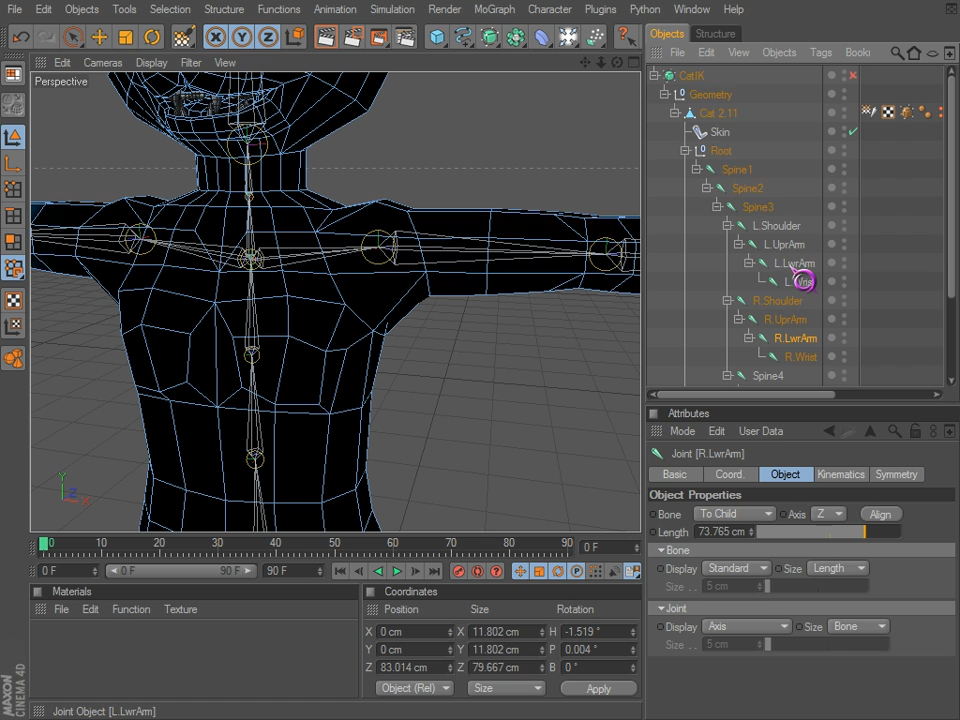 File Edit Objects Tools Selection Structure Functions Animation Simulation Render MoGraph Character Plugins Python Window Help
Objects Structure
File Edit View Objects Tags Booki
Edit Cameras Display Filter View
Perspective
CatIK
Geometry
Cat 2.11
Skin
Root
Spine1
Spine2
Spine3
L.Shoulder
L.UprArm
L.LwrArm
R.Shoulder
R.UprArm
R.LwrArm
R.Wrist
Spine4
Attributes
Mode Edit User Data
Joint [R.LwrArm]
Basic Coord. Object Kinematics Symmetry
Object Properties
Bone To Child Axis Z Align
Length 73.765 cm
Bone
Display Standard Size Length
Size . . 5 cm
Joint
Display Axis Size Bone
Size . . 5 cm
Y
Z
X
0 10 20 30 40 50 60 70 80 90 0 F
0 F 0 F 90 F 90 F
Materials
File Edit Function Texture
Coordinates
Position Size Rotation
X 0 cm X 11.802 cm H -1.519 °
Y 0 cm Y 11.802 cm P 0.004 °
Z 83.014 cm Z 79.667 cm B 0 °
Object (Rel) Size Apply
MAXON
CINEMA 4D
Joint Object [L.LwrArm]